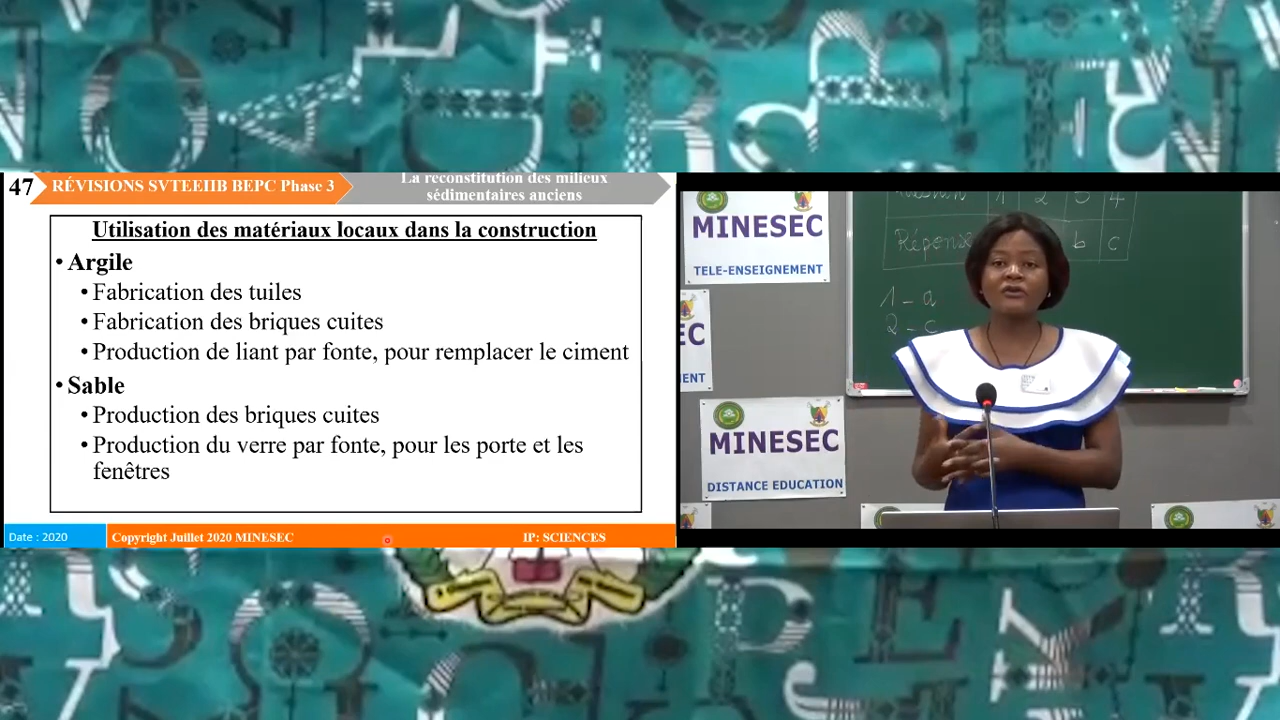 47
RÉVISIONS SVTEEHB BEPC Phase 3
La reconstitution des milieux
sédimentaires anciens
Utilisation des matériaux locaux dans la construction
• Argile
• Fabrication des tuiles
• Fabrication des briques cuites
• Production de liant par fonte, pour remplacer le ciment
• Sable
• Production des briques cuites
• Production du verre par fonte, pour les porte et les
fenêtres
Date : 2020
Copyright Juillet 2020 MINESEC
IP: SCIENCES
MINESEC
TELE-ENSEIGNEMENT
EC
ENT
MINESEC
DISTANCE EDUCATION
1 2 3 4
Réponse b c
1 - a
2 - c